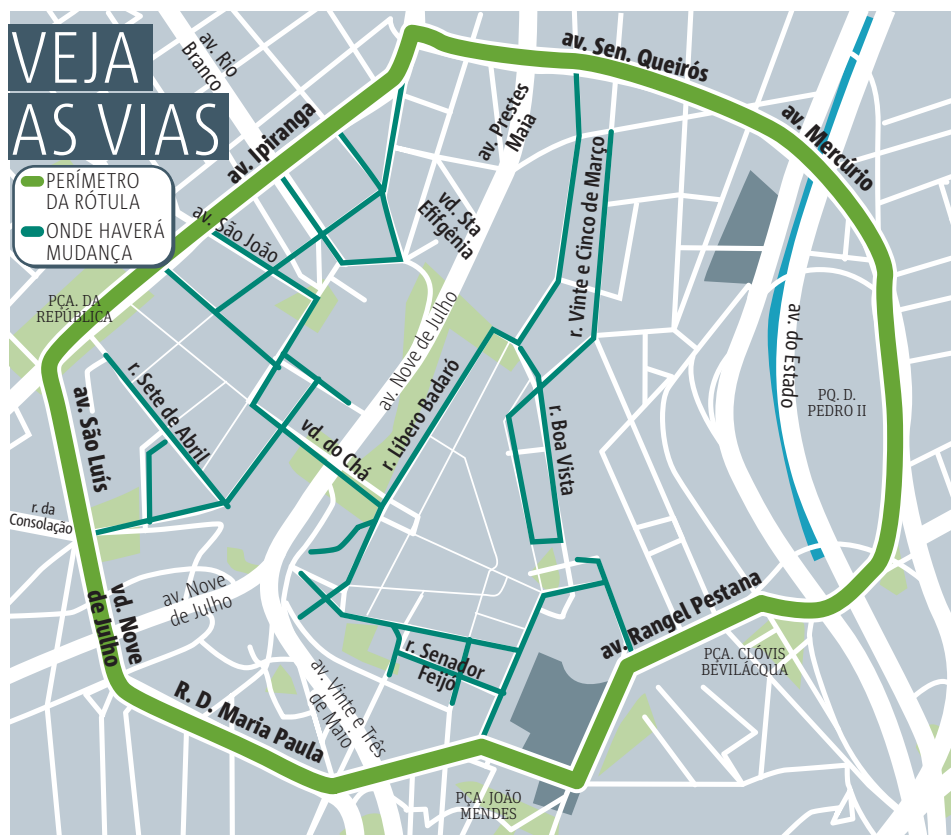 VEJA
AS VIAS
PERÍMETRO
DA RÓTULA
ONDE HAVERÁ
MUDANÇA
av. Rio
Branco
av. Ipiranga
av. Sen. Queirós
av. Prestes
Maia
av. Mercúrio
r. Vinte e Cinco de Março
vd. Sta
Efifgênia
av. São João
PÇA. DA
REPÚBLICA
av. Nove de Julho
av. do Estado
r. Sete de Abril
av. São Luís
r. Libero Badaró
vd. do Chá
r. Boa Vista
PQ. D.
PEDRO II
r. da
Consolação
vd. Nove
de Julho
av. Nove
de Julho
av. Rangel Pestana
r. Senador
Feijó
PÇA. CLÓVIS
BEVILÁCQUA
R. D. Maria Paula
av. Vinte e Três
de Maio
PÇA. JOÃO
MENDES